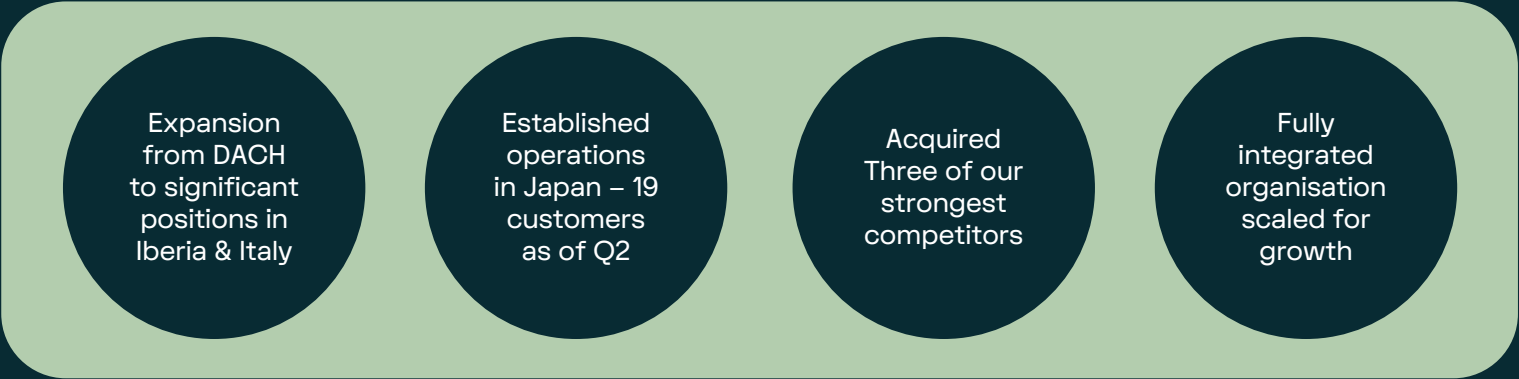 Expansion
from DACH
to significant
positions in
Iberia & Italy
Established
operations
in Japan – 19
customers
as of Q2
Acquired
Three of our
strongest
competitors
Fully
integrated
organisation
scaled for
growth